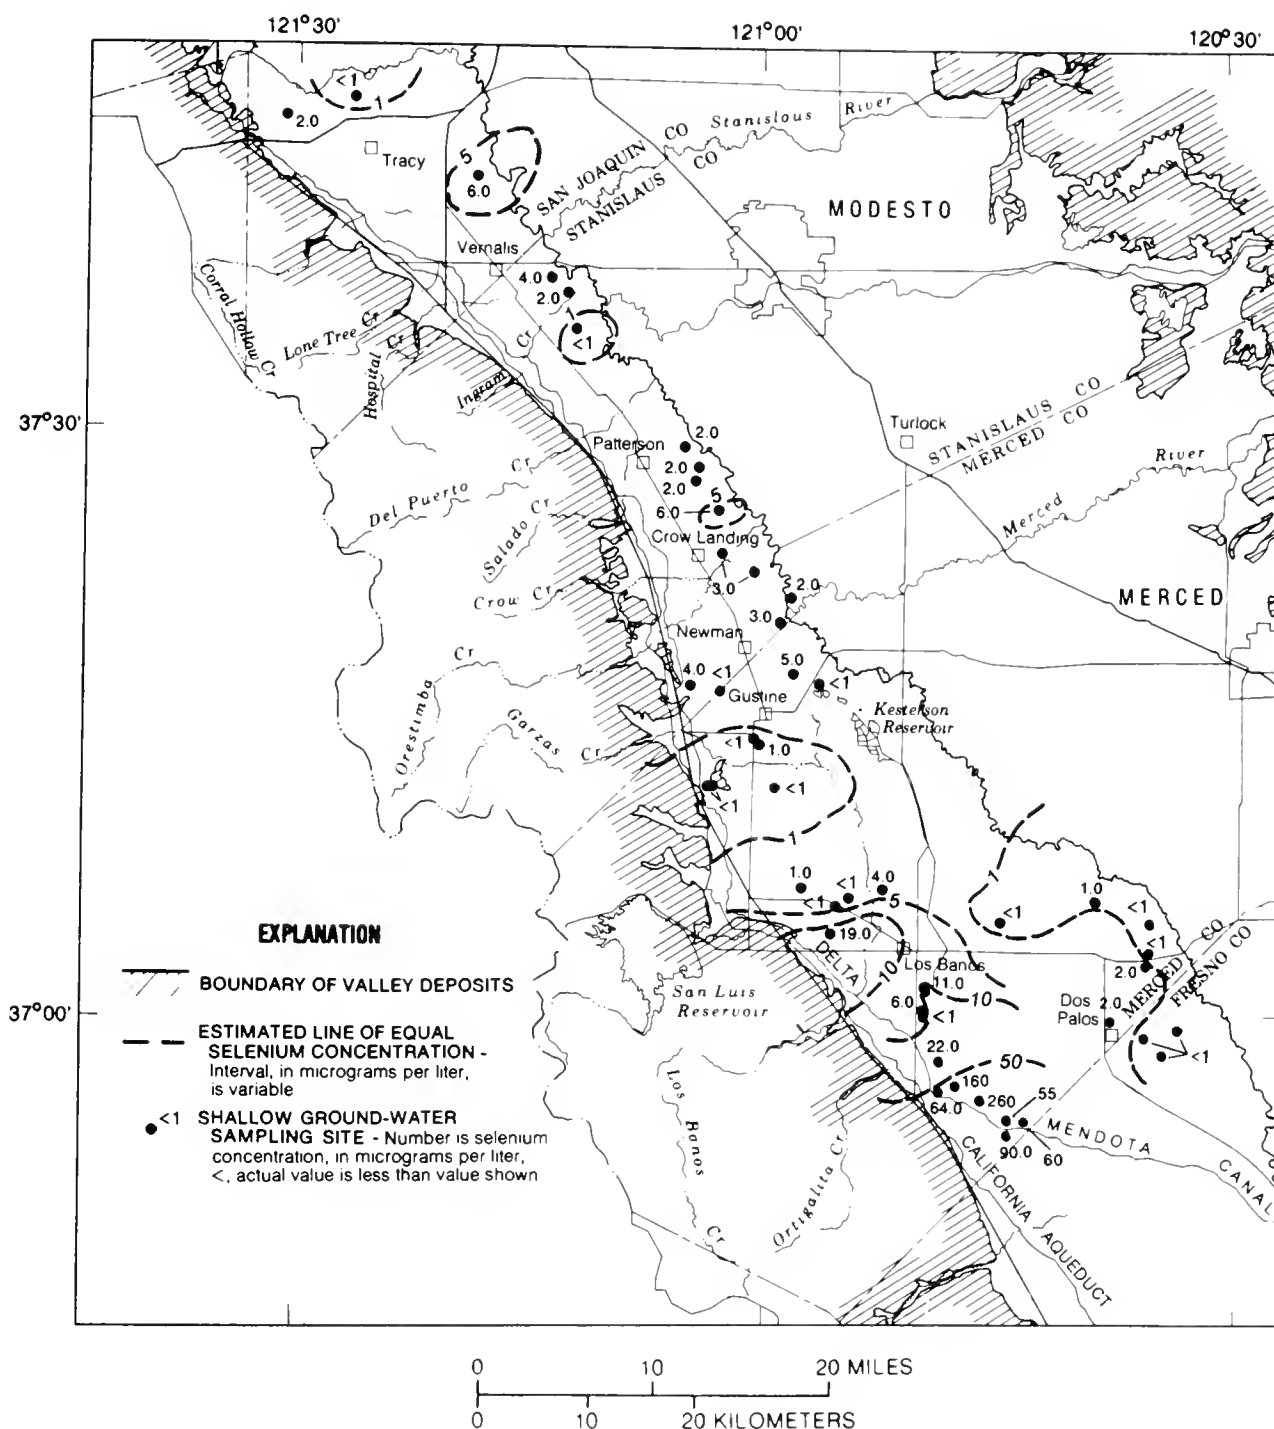 121°30'
121°00'
120°30'
<1
1
2.0
Tracy
5
6.0
SAN JOAQUIN CO
STANISLAUS CO
Stanislous River
MODESTO
Vernalis
4.0
2.0
1
<1
Corral Hollow Cr
Lone Tree Cr
Hospital Cr
Ingram Cr
37°30'
Patterson
2.0
2.0
2.0
Turlock
STANISLAUS CO
MERCED CO
Merced River
Del Puerto Cr
Salado Cr
5
6.0
Crow Landing
3.0
2.0
Crow Cr
MERCED
3.0
Newman
Orestimba Cr
4.0
<1
5.0
<1
Gustine
Kesterson
Reservoir
Garzas Cr
<1
1.0
<1
<1
1
1.0
<1
<1
4.0
5
1
1.0
<1
<1
<1
2.0
19.0
DELTA
10
Los Banos
11.0
10
6.0
<1
San Luis
Reservoir
Dos
Palos
2.0
MERCED CO
FRESNO CO
<1
37°00'
22.0
50
160
64.0
260
55
90.0
60
MENDOTA
CANAL
CALIFORNIA AQUEDUCT
Los Banos Cr
Ortigalita Cr
EXPLANATION
BOUNDARY OF VALLEY DEPOSITS
ESTIMATED LINE OF EQUAL
SELENIUM CONCENTRATION -
Interval, in micrograms per liter,
is variable
<1 SHALLOW GROUND-WATER
SAMPLING SITE - Number is selenium
concentration, in micrograms per liter,
<, actual value is less than value shown
0 10 20 MILES
0 10 20 KILOMETERS